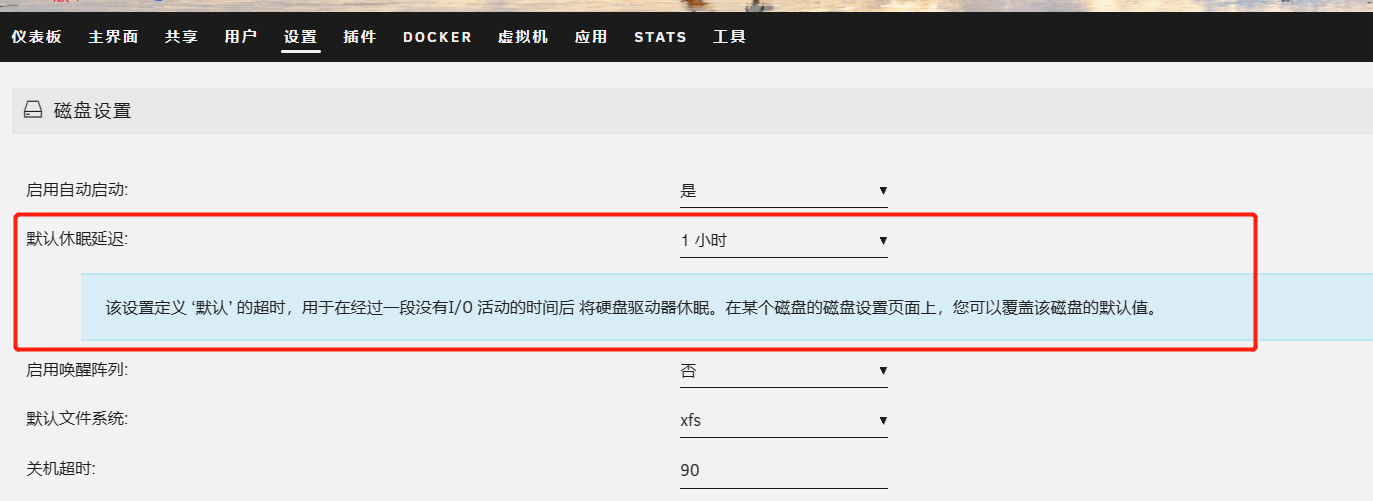 仪表板 主界面 共享 用户 设置 插件 DOCKER 虚拟机 应用 STATS 工具
磁盘设置
启用自动启动: 是
默认休眠延迟: 1 小时
该设置定义 ‘默认’ 的超时，用于在经过一段没有I/O 活动的时间后 将硬盘驱动器休眠。在某个磁盘的磁盘设置页面上，您可以覆盖该磁盘的默认值。
启用唤醒阵列: 否
默认文件系统: xfs
关机超时: 90